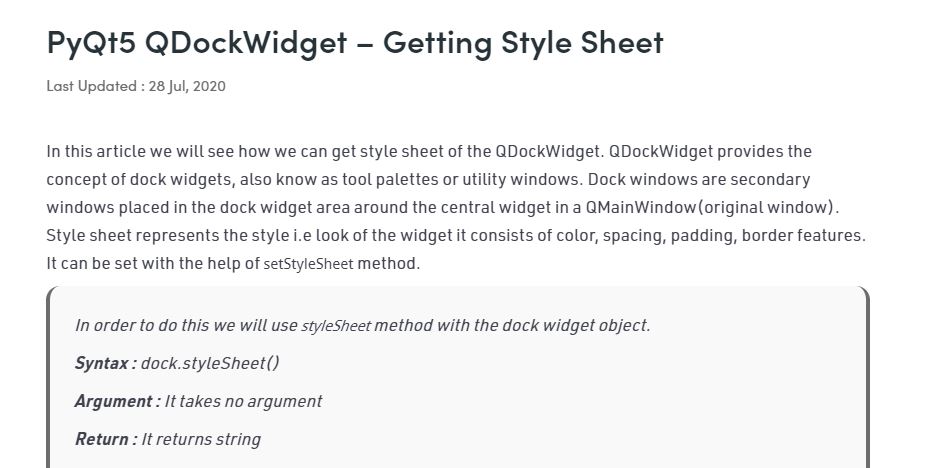 PyQt5 QDockWidget – Getting Style Sheet
Last Updated : 28 Jul, 2020
In this article we will see how we can get style sheet of the QDockWidget. QDockWidget provides the
concept of dock widgets, also know as tool palettes or utility windows. Dock windows are secondary
windows placed in the dock widget area around the central widget in a QMainWindow(original window).
Style sheet represents the style i.e look of the widget it consists of color, spacing, padding, border features.
It can be set with the help of setStyleSheet method.
In order to do this we will use styleSheet method with the dock widget object.
Syntax : dock.styleSheet()
Argument : It takes no argument
Return : It returns string